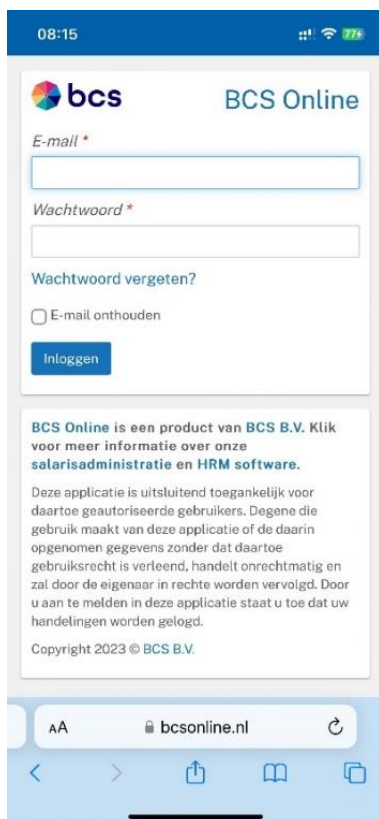 08:15
77
bcs
BCS Online
E-mail *
Wachtwoord *
Wachtwoord vergeten?
E-mail onthouden
Inloggen
BCS Online is een product van BCS B.V. Klik
voor meer informatie over onze
salarisadministratie en HRM software.
Deze applicatie is uitsluitend toegankelijk voor
daartoe geautoriseerde gebruikers. Degene die
gebruik maakt van deze applicatie of de daarin
opgenomen gegevens zonder dat daartoe
gebruiksrecht is verleend, handelt onrechtmatig en
zal door de eigenaar in rechte worden vervolgd. Door
u aan te melden in deze applicatie staat u toe dat uw
handelingen worden gelogd.
Copyright 2023 © BCS B.V.
AA
bcsonline.nl